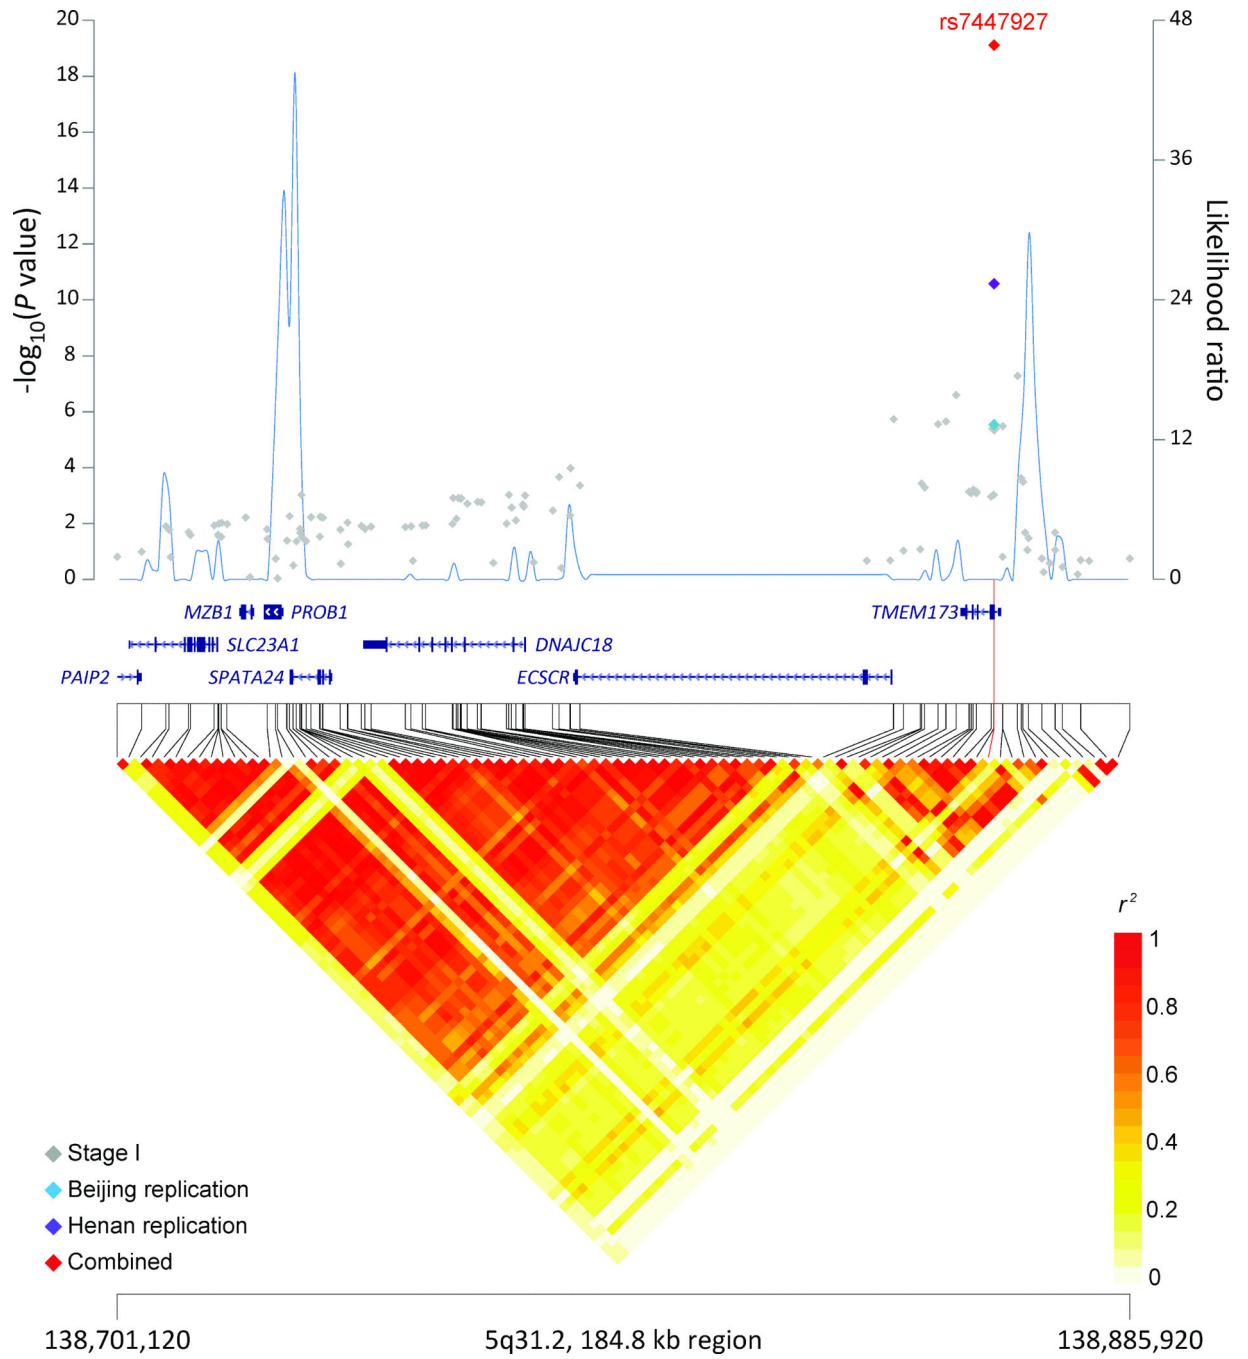 rs7447927
20
18
16
14
12
10
8
6
4
2
0
-log10(P value)
48
36
24
12
0
Likelihood ratio
MZB1
PROB1
TMEM173
SLC23A1
DNAJC18
PAIP2
SPATA24
ECSCR
r²
1
0.8
0.6
0.4
0.2
0
Stage I
Beijing replication
Henan replication
Combined
138,701,120
5q31.2, 184.8 kb region
138,885,920